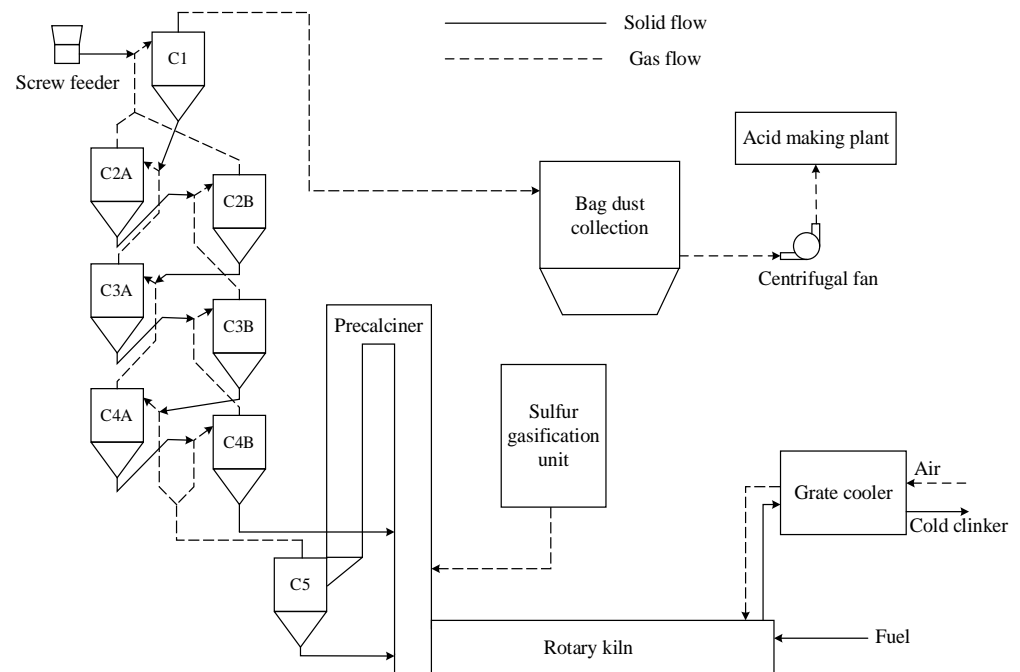 Solid flow
Gas flow
C1
Screw feeder
Acid making plant
C2A
C2B
Bag dust
collection
Centrifugal fan
C3A
C3B
Precalciner
C4A
C4B
Sulfur
gasification
unit
Air
Grate cooler
Cold clinker
C5
Rotary kiln
Fuel